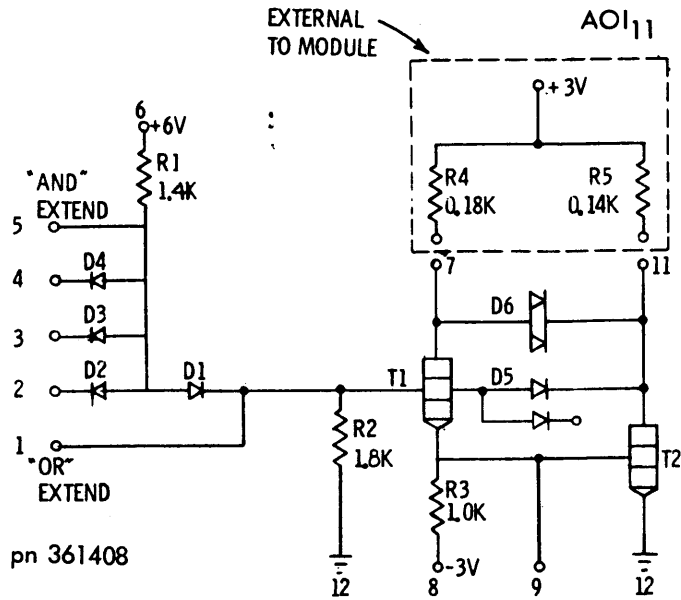 EXTERNAL
TO MODULE
AOI11
+3V
6
+6V
R1
1.4K
R4
0.18K
R5
0.14K
"AND"
EXTEND
5
4
D4
3
D3
2
D2
D1
1
"OR"
EXTEND
7
11
D6
T1
D5
R2
1.8K
T2
R3
1.0K
pn 361408
12
8
-3V
9
12